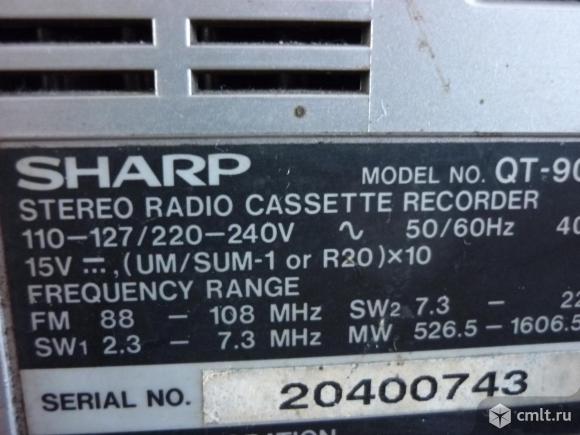 SHARP MODEL NO. QT-90
STEREO RADIO CASSETTE RECORDER
110-127/220-240V ∿ 50/60Hz 40
15V ⎓,(UM/SUM-1 or R20)×10
FREQUENCY RANGE
FM 88 - 108 MHz SW2 7.3 - 22
SW1 2.3 - 7.3 MHz MW 526.5-1606.5
SERIAL NO. 20400743
cmlt.ru